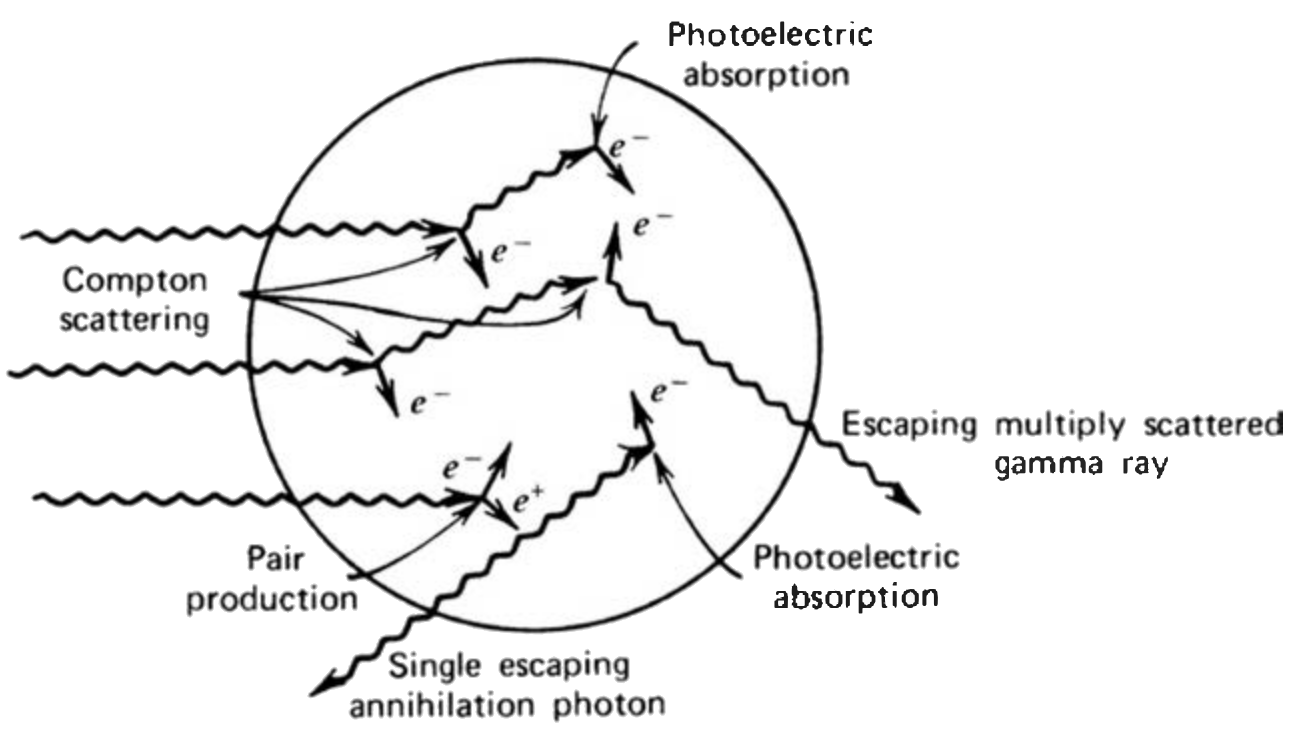 Photoelectric
absorption
e⁻
e⁻
e⁻
Compton
scattering
e⁻
e⁻
Escaping multiply scattered
gamma ray
e⁻
e⁺
Pair
production
Photoelectric
absorption
Single escaping
annihilation photon